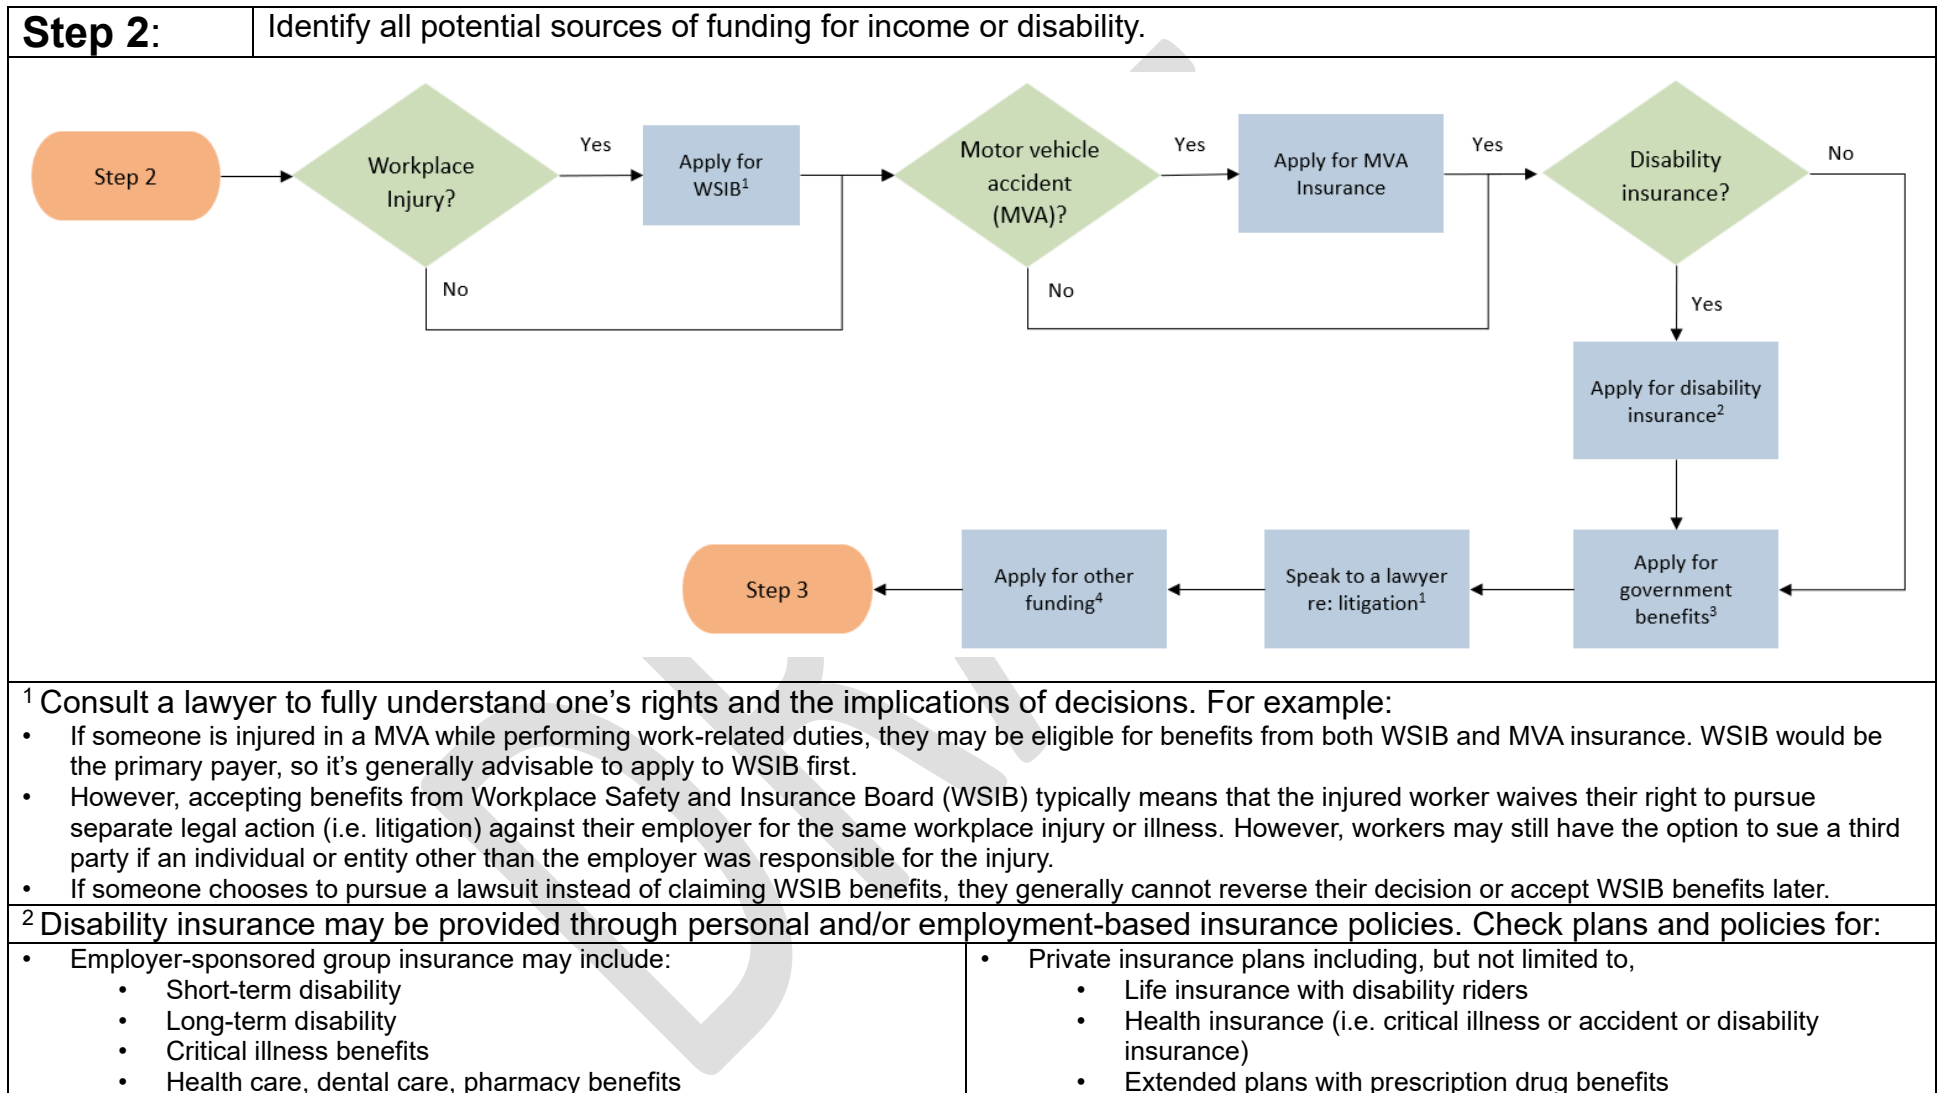 Step 2:
Identify all potential sources of funding for income or disability.
Step 2
Workplace
Injury?
Yes
No
Apply for
WSIB¹
Motor vehicle
accident
(MVA)?
Yes
No
Apply for MVA
Insurance
Yes
Disability
insurance?
No
Yes
Apply for disability
insurance²
Apply for
government
benefits³
Speak to a lawyer
re: litigation¹
Apply for other
funding⁴
Step 3
¹ Consult a lawyer to fully understand one’s rights and the implications of decisions. For example:
• If someone is injured in a MVA while performing work-related duties, they may be eligible for benefits from both WSIB and MVA insurance. WSIB would be
the primary payer, so it’s generally advisable to apply to WSIB first.
• However, accepting benefits from Workplace Safety and Insurance Board (WSIB) typically means that the injured worker waives their right to pursue
separate legal action (i.e. litigation) against their employer for the same workplace injury or illness. However, workers may still have the option to sue a third
party if an individual or entity other than the employer was responsible for the injury.
• If someone chooses to pursue a lawsuit instead of claiming WSIB benefits, they generally cannot reverse their decision or accept WSIB benefits later.
² Disability insurance may be provided through personal and/or employment-based insurance policies. Check plans and policies for:
• Employer-sponsored group insurance may include:
• Short-term disability
• Long-term disability
• Critical illness benefits
• Health care, dental care, pharmacy benefits
• Private insurance plans including, but not limited to,
• Life insurance with disability riders
• Health insurance (i.e. critical illness or accident or disability
insurance)
• Extended plans with prescription drug benefits